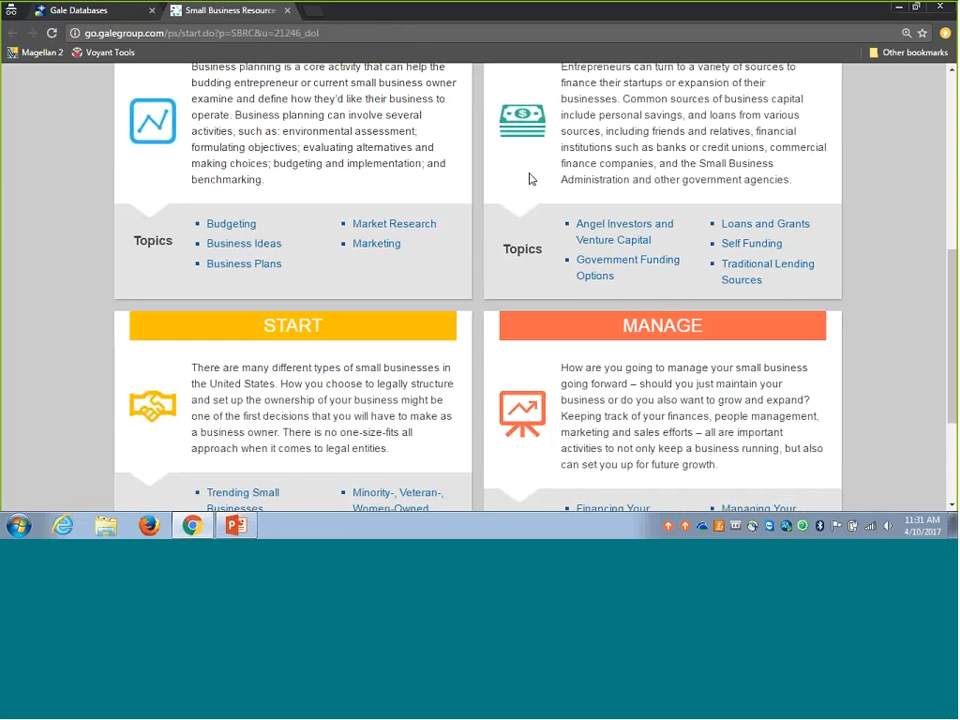 Gale Databases
Small Business Resource
go.galegroup.com/ps/start.do?p=SBRC&u=21246_dol
Magellan 2
Voyant Tools
Other bookmarks
Business planning is a core activity that can help the
budding entrepreneur or current small business owner
examine and define how they'd like their business to
operate. Business planning can involve several
activities, such as: environmental assessment;
formulating objectives; evaluating alternatives and
making choices; budgeting and implementation; and
benchmarking.
Topics
Budgeting
Business Ideas
Business Plans
Market Research
Marketing
Entrepreneurs can turn to a variety of sources to
finance their startups or expansion of their
businesses. Common sources of business capital
include personal savings, and loans from various
sources, including friends and relatives, financial
institutions such as banks or credit unions, commercial
finance companies, and the Small Business
Administration and other government agencies.
Topics
Angel Investors and
Venture Capital
Government Funding
Options
Loans and Grants
Self Funding
Traditional Lending
Sources
START
There are many different types of small businesses in
the United States. How you choose to legally structure
and set up the ownership of your business might be
one of the first decisions that you will have to make as
a business owner. There is no one-size-fits all
approach when it comes to legal entities.
Trending Small
Businesses
Minority-, Veteran-,
Women-Owned
MANAGE
How are you going to manage your small business
going forward – should you just maintain your
business or do you also want to grow and expand?
Keeping track of your finances, people management,
marketing and sales efforts – all are important
activities to not only keep a business running, but also
can set you up for future growth.
Financing Your
Managing Your
11:31 AM
4/10/2017